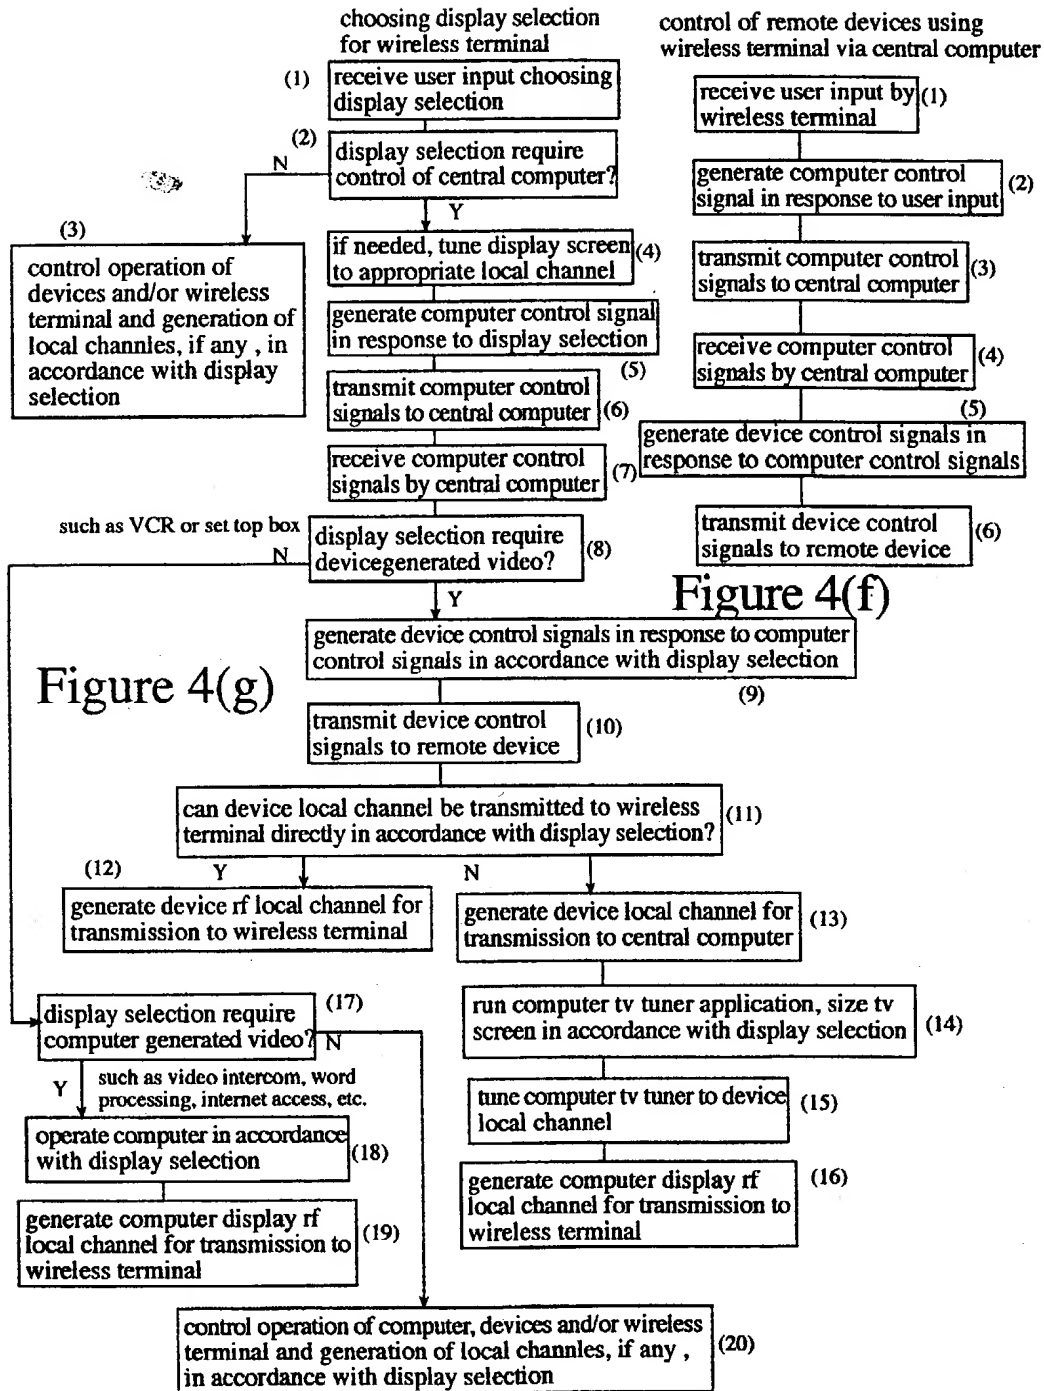 choosing display selection
for wireless terminal
(1)
receive user input choosing
display selection
(2)
display selection require
control of central computer?
N
Y
(3)
control operation of
devices and/or wireless
terminal and generation of
local channles, if any , in
accordance with display
selection
if needed, tune display screen
to appropriate local channel
(4)
generate computer control signal
in response to display selection
(5)
transmit computer control
signals to central computer
(6)
receive computer control
signals by central computer
(7)
such as VCR or set top box
N
display selection require
devicegenerated video?
(8)
Y
generate device control signals in response to computer
control signals in accordance with display selection
(9)
Figure 4(g)
transmit device control
signals to remote device
(10)
can device local channel be transmitted to wireless
terminal directly in accordance with display selection?
(11)
(12)
Y
N
generate device rf local channel for
transmission to wireless terminal
generate device local channel for
transmission to central computer
(13)
run computer tv tuner application, size tv
screen in accordance with display selection
(14)
tune computer tv tuner to device
local channel
(15)
generate computer display rf
local channel for transmission to
wireless terminal
(16)
display selection require
computer generated video?
(17)
N
Y
such as video intercom, word
processing, internet access, etc.
operate computer in accordance
with display selection
(18)
generate computer display rf
local channel for transmission to
wireless terminal
(19)
control operation of computer, devices and/or wireless
terminal and generation of local channles, if any ,
in accordance with display selection
(20)
control of remote devices using
wireless terminal via central computer
receive user input by
wireless terminal
(1)
generate computer control
signal in response to user input
(2)
transmit computer control
signals to central computer
(3)
receive computer control
signals by central computer
(4)
(5)
generate device control signals in
response to computer control signals
transmit device control
signals to remote device
(6)
Figure 4(f)